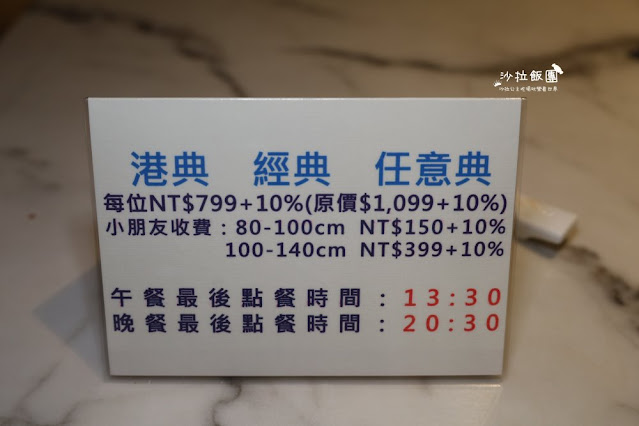 沙拉飯團
港典 經典 任意典
每位NT$799+10%(原價$1,099+10%)
小朋友收費：80-100cm NT$150+10%
100-140cm NT$399+10%
午餐最後點餐時間：13:30
晚餐最後點餐時間：20:30